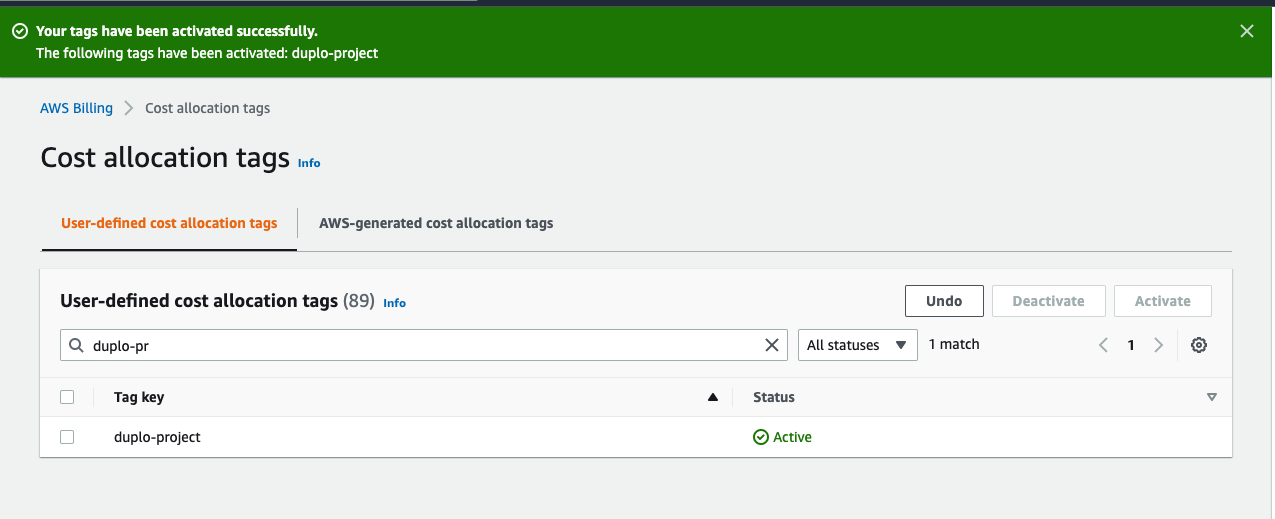 Your tags have been activated successfully.
The following tags have been activated: duplo-project
AWS Billing > Cost allocation tags
Cost allocation tags Info
User-defined cost allocation tags AWS-generated cost allocation tags
User-defined cost allocation tags (89) Info Undo Deactivate Activate
duplo-pr All statuses 1 match 1
Tag key Status
duplo-project Active